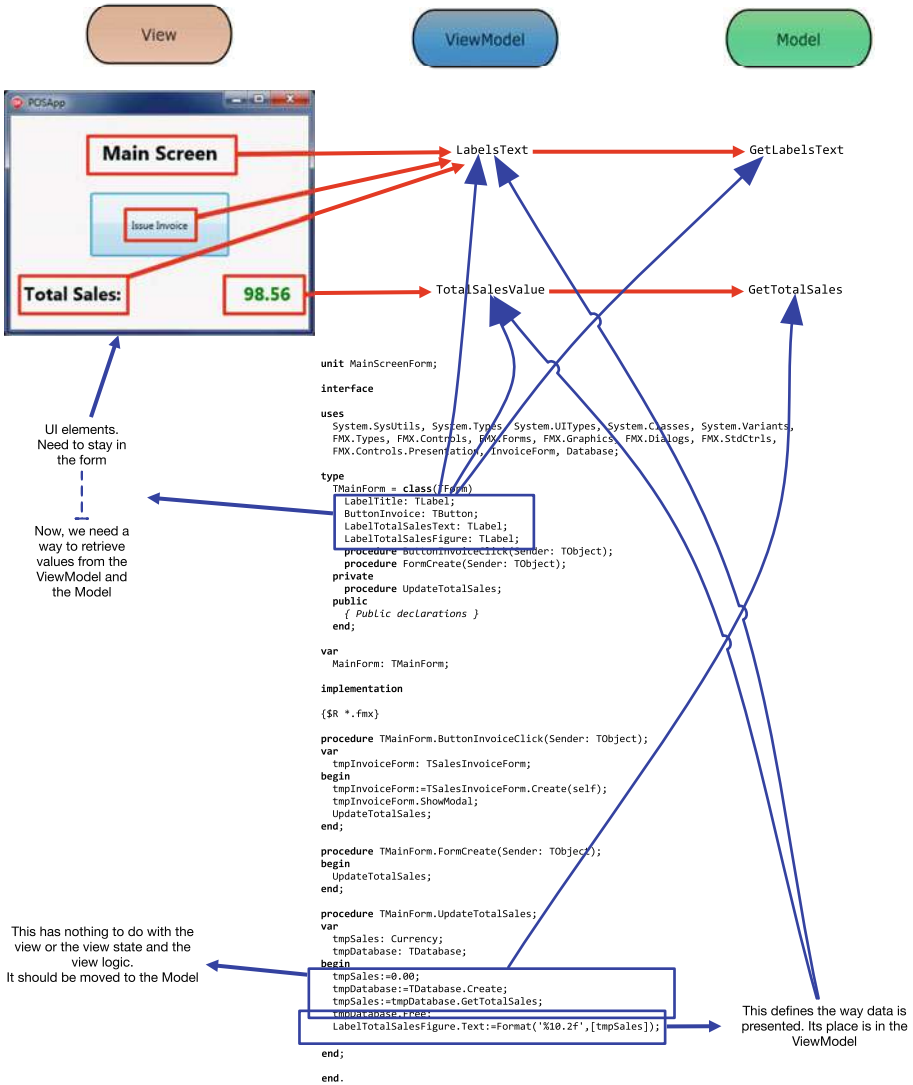 View
ViewModel
Model
POSApp
Main Screen
LabelsText
GetLabelsText
Issue Invoice
Total Sales:
98.56
TotalSalesValue
GetTotalSales
UI elements.
Need to stay in
the form
Now, we need a
way to retrieve
values from the
ViewModel and
the Model
unit MainScreenForm;
interface
uses
System.SysUtils, System.Types, System.UITypes, System.Classes, System.Variants,
FMX.Types, FMX.Controls, FMX.Forms, FMX.Graphics, FMX.Dialogs, FMX.StdCtrls,
FMX.Controls.Presentation, InvoiceForm, Database;
type
TMainForm = class(TForm)
LabelTitle: TLabel;
ButtonInvoice: TButton;
LabelTotalSalesText: TLabel;
LabelTotalSalesFigure: TLabel;
procedure ButtonInvoiceClick(Sender: TObject);
procedure FormCreate(Sender: TObject);
private
procedure UpdateTotalSales;
public
{ Public declarations }
end;
var
MainForm: TMainForm;
implementation
{$R *.fmx}
procedure TMainForm.ButtonInvoiceClick(Sender: TObject);
var
tmpInvoiceForm: TSalesInvoiceForm;
begin
tmpInvoiceForm:=TSalesInvoiceForm.Create(self);
tmpInvoiceForm.ShowModal;
UpdateTotalSales;
end;
procedure TMainForm.FormCreate(Sender: TObject);
begin
UpdateTotalSales;
end;
procedure TMainForm.UpdateTotalSales;
var
tmpSales: Currency;
tmpDatabase: TDatabase;
begin
tmpSales:=0.00;
tmpDatabase:=TDatabase.Create;
tmpSales:=tmpDatabase.GetTotalSales;
tmpDatabase.Free;
LabelTotalSalesFigure.Text:=Format('%10.2f',[tmpSales]);
end;
end.
This has nothing to do with the
view or the view state and the
view logic.
It should be moved to the Model
This defines the way data is
presented. Its place is in the
ViewModel